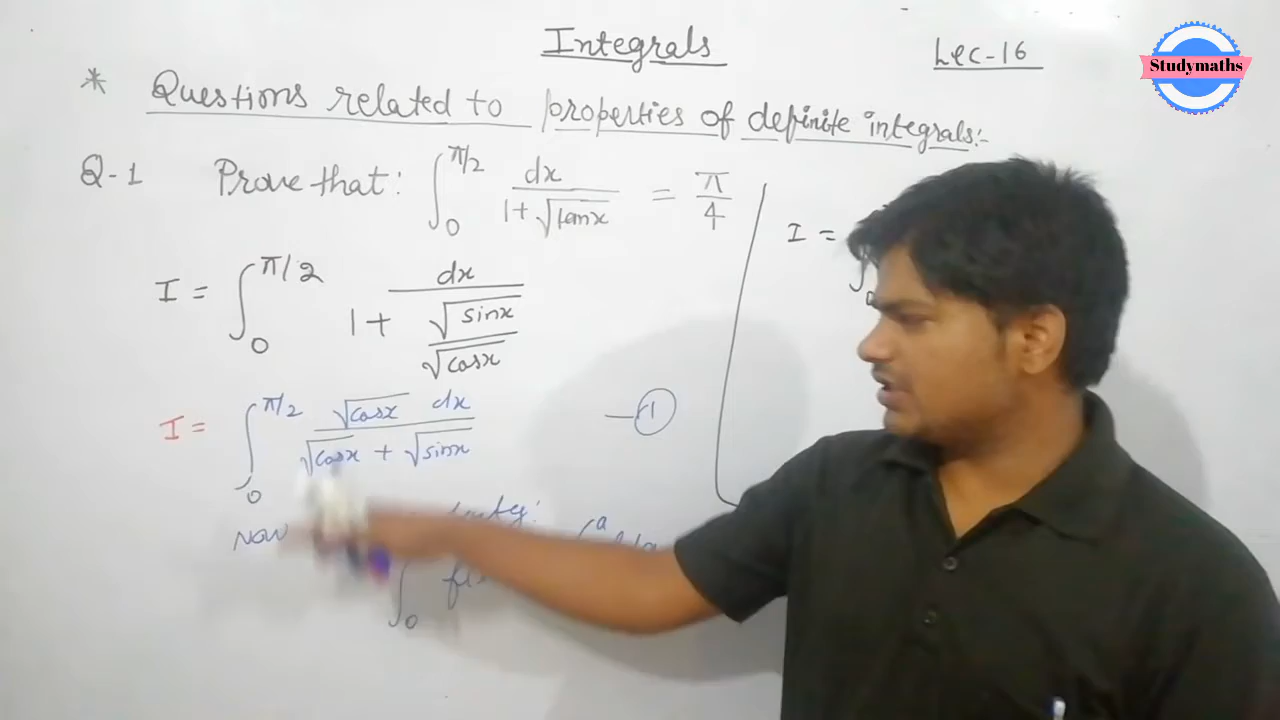 Integrals
Lec-16
Studymaths
* Questions related to properties of definite integrals:-
Q-1 Prove that: ∫₀^π/2 dx / (1+√tanx) = π/4
I = ∫₀^π/2 dx / (1+ √sinx/√cosx)
I = ∫₀^π/2 √cosx dx / (√cosx + √sinx) —①
Now
∫₀
I =